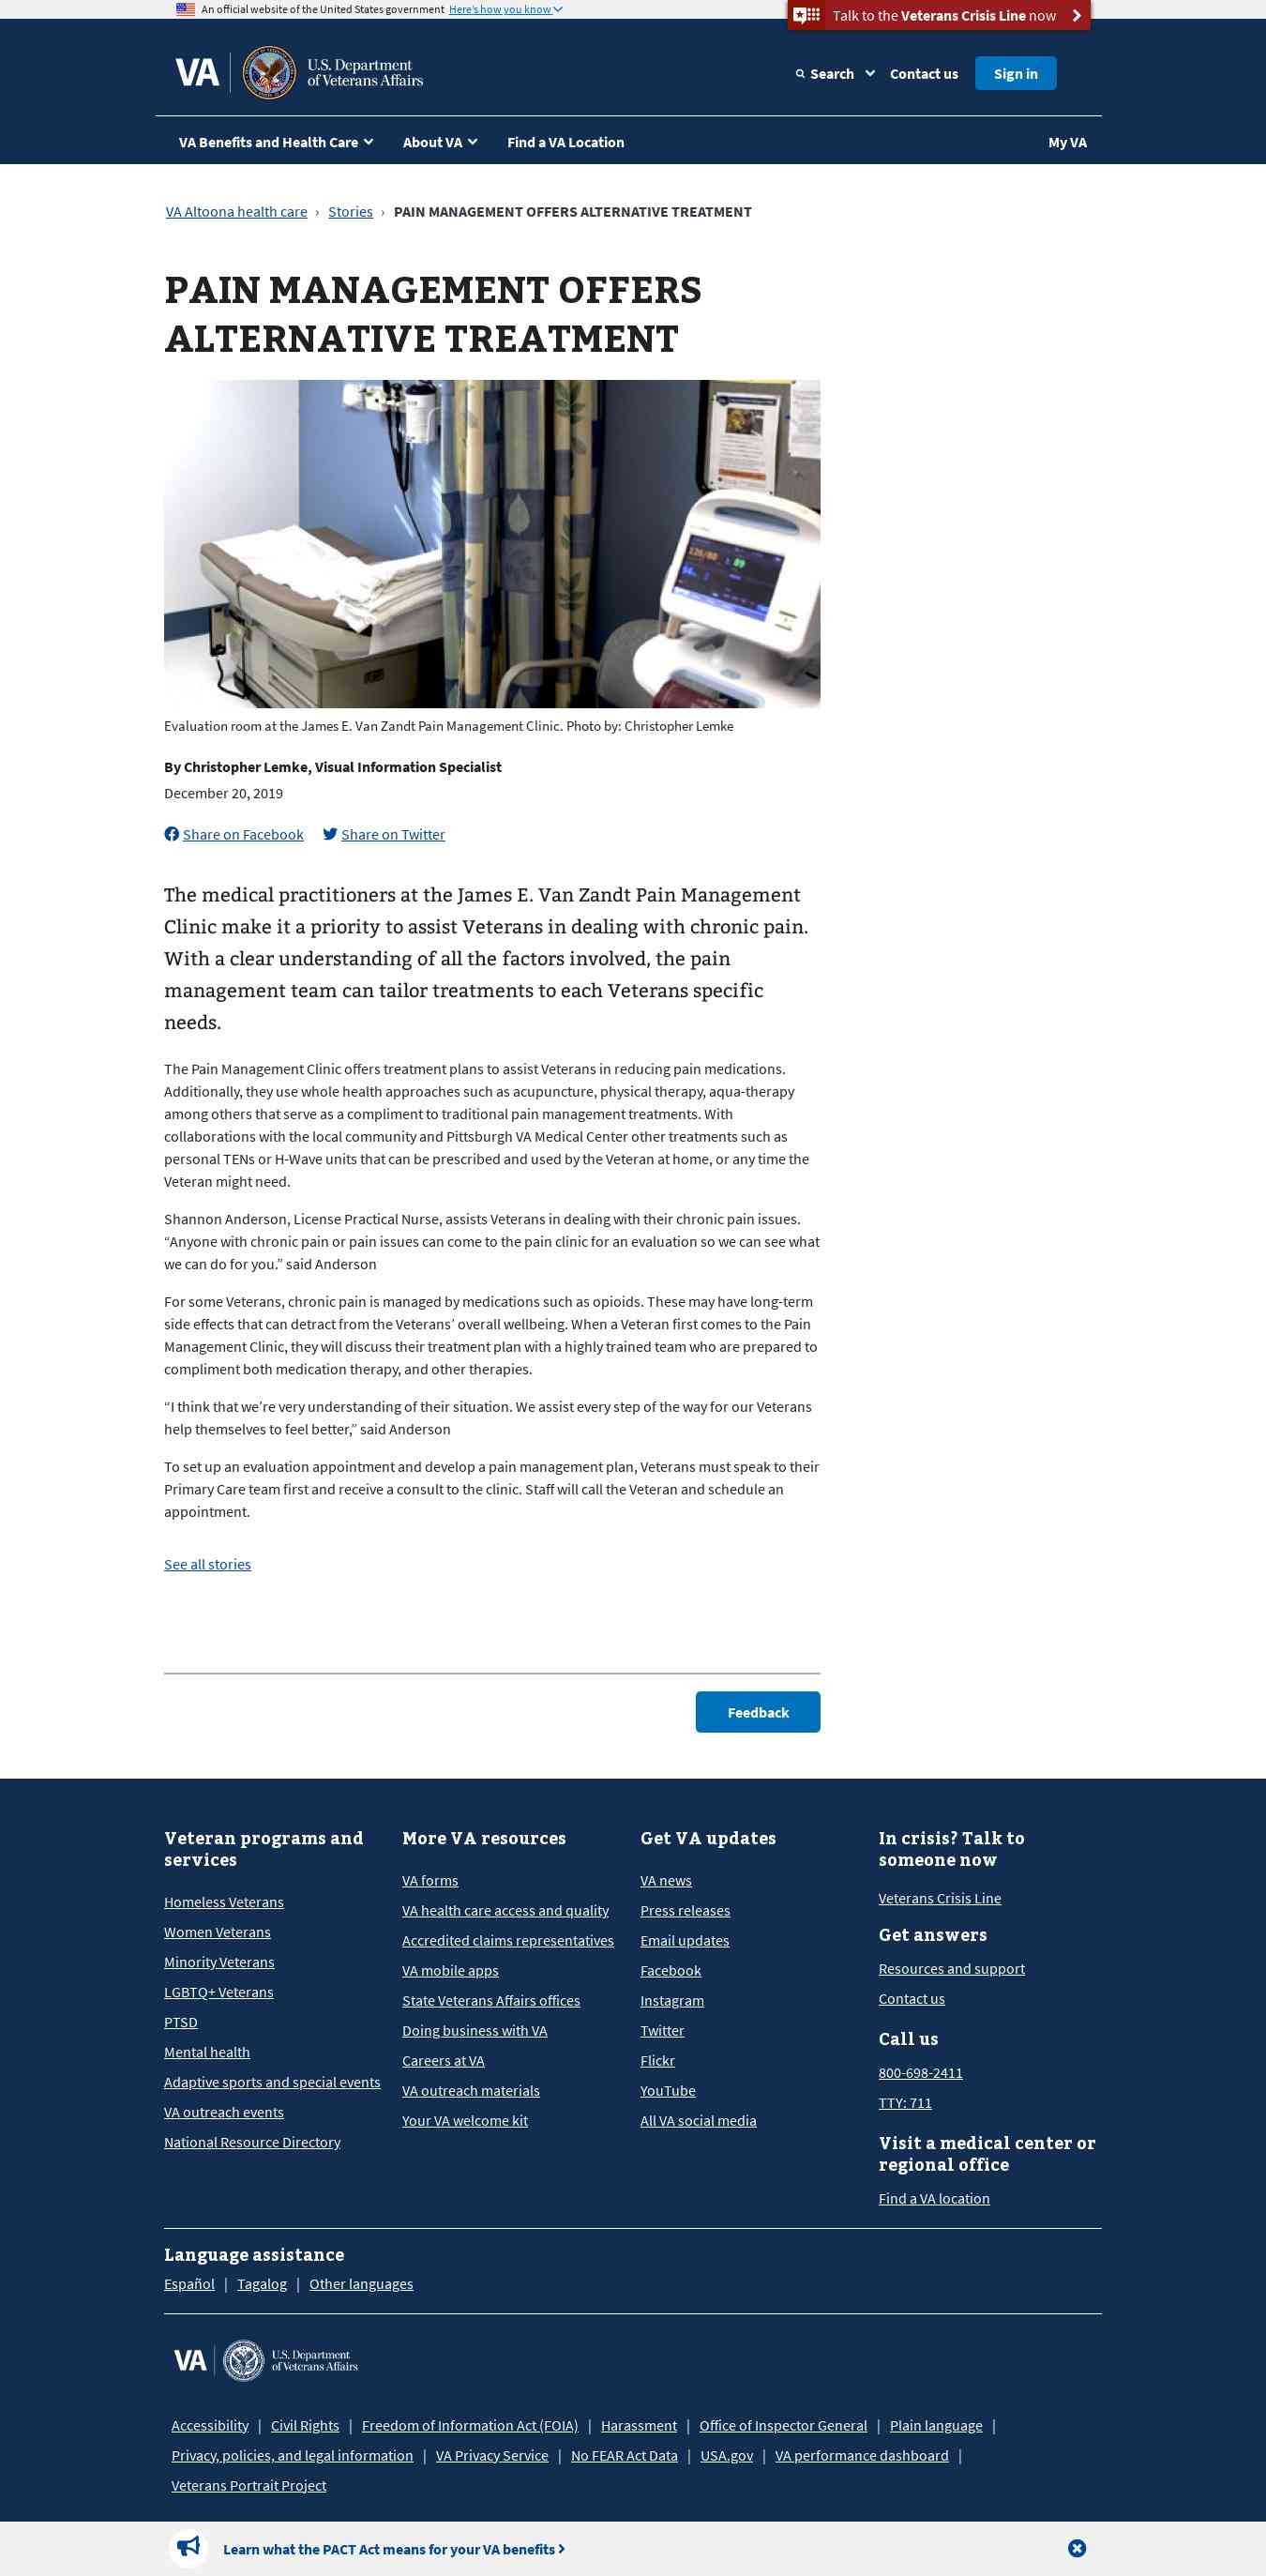 An official website of the United States government Here's how you know
Talk to the Veterans Crisis Line now
VA
U.S. Department
of Veterans Affairs
Search Contact us Sign in
VA Benefits and Health Care About VA Find a VA Location My VA
VA Altoona health care › Stories › PAIN MANAGEMENT OFFERS ALTERNATIVE TREATMENT
PAIN MANAGEMENT OFFERS
ALTERNATIVE TREATMENT
126/80 89
Evaluation room at the James E. Van Zandt Pain Management Clinic. Photo by: Christopher Lemke
By Christopher Lemke, Visual Information Specialist
December 20, 2019
Share on Facebook Share on Twitter
The medical practitioners at the James E. Van Zandt Pain Management
Clinic make it a priority to assist Veterans in dealing with chronic pain.
With a clear understanding of all the factors involved, the pain
management team can tailor treatments to each Veterans specific
needs.
The Pain Management Clinic offers treatment plans to assist Veterans in reducing pain medications.
Additionally, they use whole health approaches such as acupuncture, physical therapy, aqua-therapy
among others that serve as a compliment to traditional pain management treatments. With
collaborations with the local community and Pittsburgh VA Medical Center other treatments such as
personal TENs or H-Wave units that can be prescribed and used by the Veteran at home, or any time the
Veteran might need.
Shannon Anderson, License Practical Nurse, assists Veterans in dealing with their chronic pain issues.
“Anyone with chronic pain or pain issues can come to the pain clinic for an evaluation so we can see what
we can do for you.” said Anderson
For some Veterans, chronic pain is managed by medications such as opioids. These may have long-term
side effects that can detract from the Veterans’ overall wellbeing. When a Veteran first comes to the Pain
Management Clinic, they will discuss their treatment plan with a highly trained team who are prepared to
compliment both medication therapy, and other therapies.
“I think that we’re very understanding of their situation. We assist every step of the way for our Veterans
help themselves to feel better,” said Anderson
To set up an evaluation appointment and develop a pain management plan, Veterans must speak to their
Primary Care team first and receive a consult to the clinic. Staff will call the Veteran and schedule an
appointment.
See all stories
Feedback
Veteran programs and
services
Homeless Veterans
Women Veterans
Minority Veterans
LGBTQ+ Veterans
PTSD
Mental health
Adaptive sports and special events
VA outreach events
National Resource Directory
More VA resources
VA forms
VA health care access and quality
Accredited claims representatives
VA mobile apps
State Veterans Affairs offices
Doing business with VA
Careers at VA
VA outreach materials
Your VA welcome kit
Get VA updates
VA news
Press releases
Email updates
Facebook
Instagram
Twitter
Flickr
YouTube
All VA social media
In crisis? Talk to
someone now
Veterans Crisis Line
Get answers
Resources and support
Contact us
Call us
800-698-2411
TTY: 711
Visit a medical center or
regional office
Find a VA location
Language assistance
Español | Tagalog | Other languages
VA
U.S. Department
of Veterans Affairs
Accessibility | Civil Rights | Freedom of Information Act (FOIA) | Harassment | Office of Inspector General | Plain language |
Privacy, policies, and legal information | VA Privacy Service | No FEAR Act Data | USA.gov | VA performance dashboard |
Veterans Portrait Project
Learn what the PACT Act means for your VA benefits